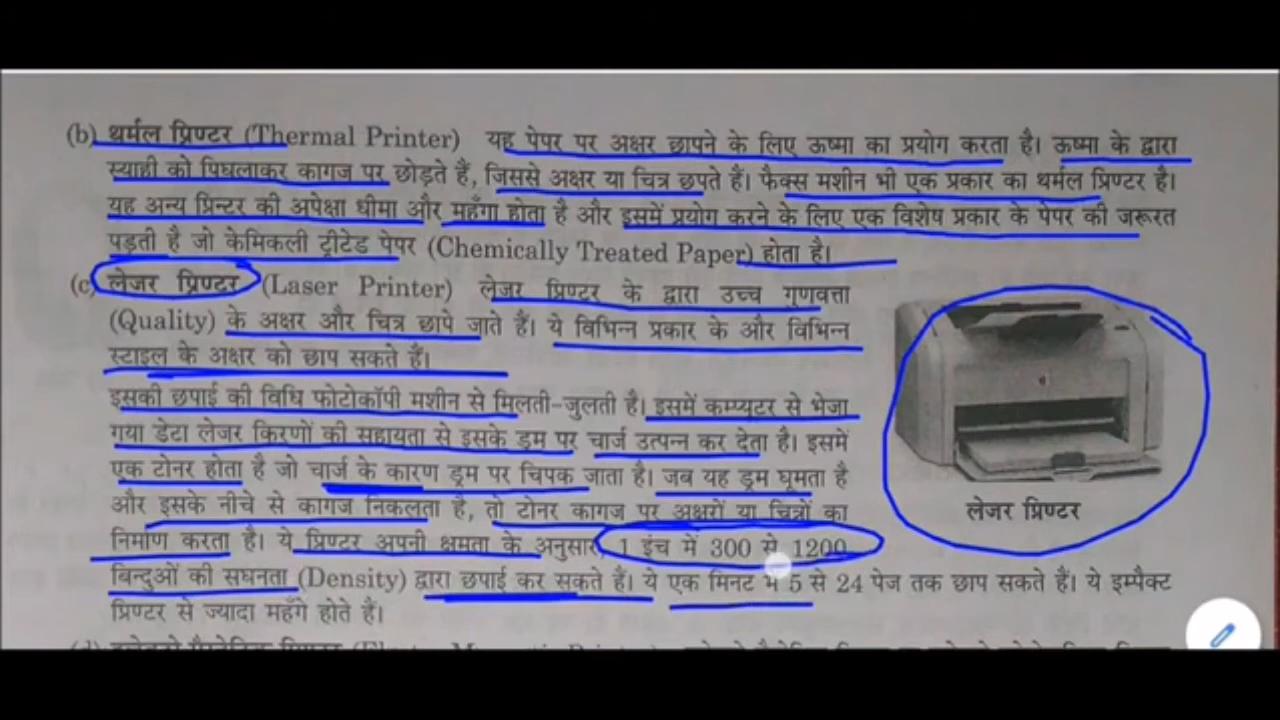 (b) थर्मल प्रिण्टर (Thermal Printer) यह पेपर पर अक्षर छापने के लिए ऊष्मा का प्रयोग करता है। ऊष्मा के द्वारा
स्याही को पिघलाकर कागज पर छोड़ते हैं, जिससे अक्षर या चित्र छपते हैं। फैक्स मशीन भी एक प्रकार का थर्मल प्रिण्टर है।
यह अन्य प्रिन्टर की अपेक्षा धीमा और महँगा होता है और इसमें प्रयोग करने के लिए एक विशेष प्रकार के पेपर की जरूरत
पड़ती है जो केमिकली ट्रीटेड पेपर (Chemically Treated Paper) होता है।
(c) लेजर प्रिण्टर (Laser Printer) लेजर प्रिण्टर के द्वारा उच्च गुणवत्ता
(Quality) के अक्षर और चित्र छापे जाते हैं। ये विभिन्न प्रकार के और विभिन्न
स्टाइल के अक्षर को छाप सकते हैं।
इसकी छपाई की विधि फोटोकॉपी मशीन से मिलती-जुलती है। इसमें कम्प्यूटर से भेजा
गया डेटा लेजर किरणों की सहायता से इसके ड्रम पर चार्ज उत्पन्न कर देता है। इसमें
एक टोनर होता है जो चार्ज के कारण ड्रम पर चिपक जाता है। जब यह ड्रम घूमता है
और इसके नीचे से कागज निकलता है, तो टोनर कागज पर अक्षरों या चित्रों का
निर्माण करता है। ये प्रिण्टर अपनी क्षमता के अनुसार, 1 इंच में 300 से 1200
बिन्दुओं की सघनता (Density) द्वारा छपाई कर सकते हैं। ये एक मिनट में 5 से 24 पेज तक छाप सकते हैं। ये इम्पैक्ट
प्रिण्टर से ज्यादा महँगे होते हैं।
लेजर प्रिण्टर